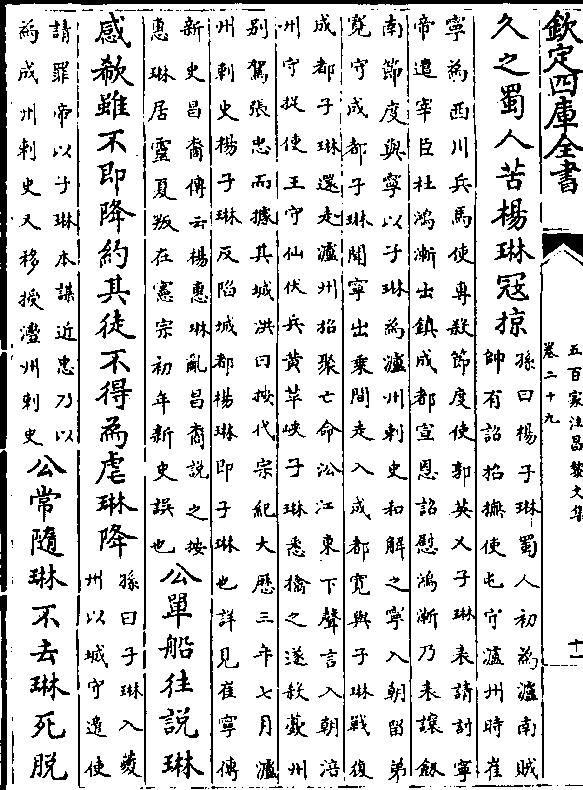 欽定四庫全書
五百家注昌黎文集
卷二十九
十一
久之蜀人苦楊琳冦掠
孫曰楊子琳蜀人初為瀘南賊
帥有詔招撫使屯守瀘州時崔
寧為西川兵馬使專殺節度使郭英乂子琳表請討寧
帝遣宰臣杜鴻漸出鎮成都宣恩詔慰鴻漸乃表讓劔
南節度與寧以子琳為瀘州刺史和解之寧入朝留弟
寛守成都子琳聞寧出乘間走入成都寛與子琳戰復
成都子琳還走瀘州招聚亡命沿江東下聲言入朝涪
州守捉使王守仙伏兵黄草峽子琳悉擒之遂殺夔州
别駕張忠而據其城洪曰按代宗紀大歴三年七月瀘
州刺史楊子琳反陷城都楊琳即子琳也詳見崔寧傳
新史昌裔傳云楊惠琳亂昌裔説之按
惠琳居靈夏叛在憲宗初年新史誤也
公單船往説琳
感欷雖不即降約其徒不得為虐琳降
孫曰子琳入夔
州以城守遣使
請罪帝以子琳本謀近忠乃以
為成州刺史又移授澧州刺史
公常隨琳不去琳死脱